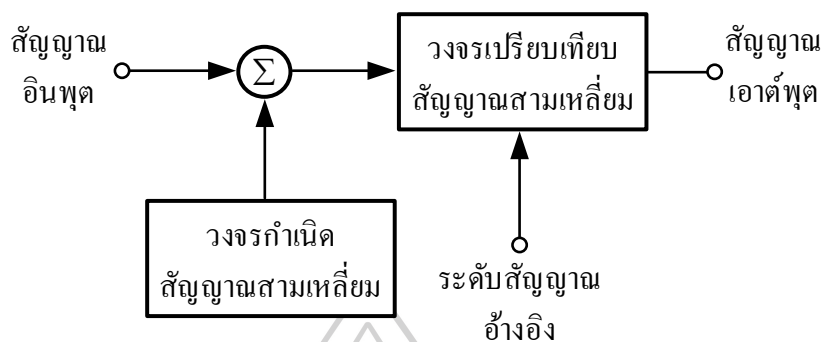 สัญญาณ
อินพุต
Σ
วงจรเปรียบเทียบ
สัญญาณสามเหลี่ยม
สัญญาณ
เอาต์พุต
วงจรกำเนิด
สัญญาณสามเหลี่ยม
ระดับสัญญาณ
อ้างอิง